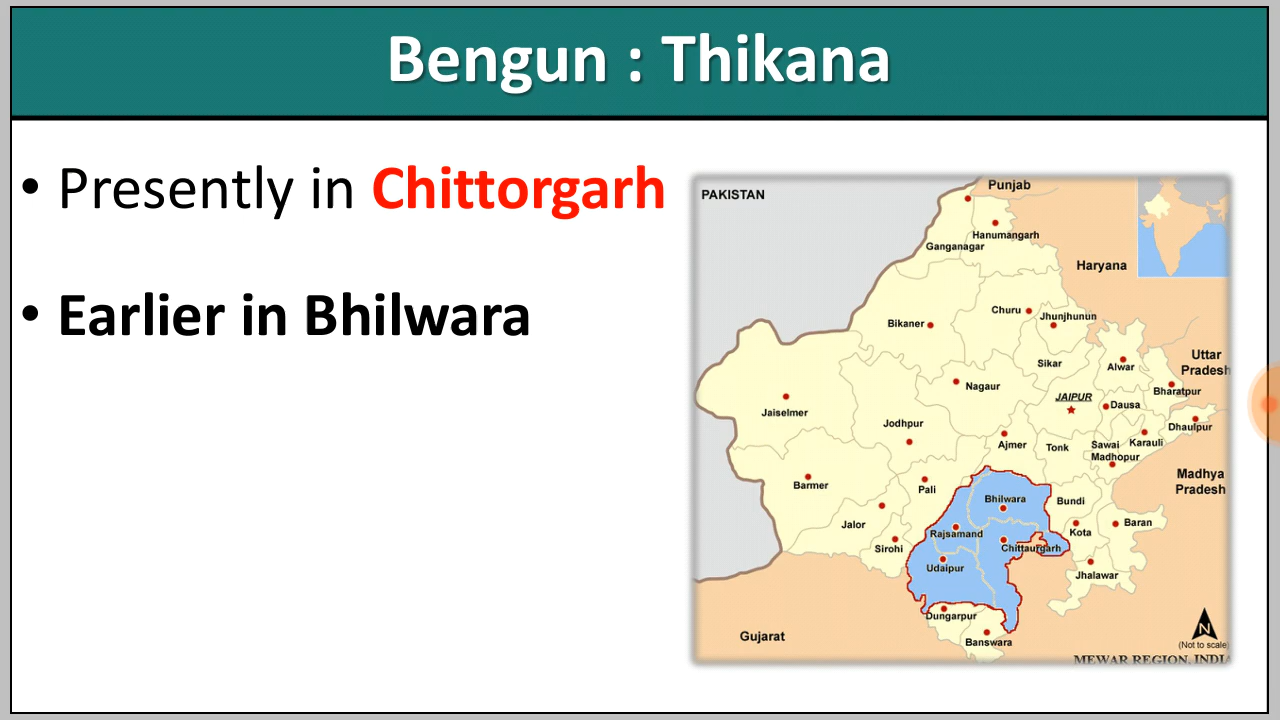 Bengun : Thikana
• Presently in Chittorgarh
• Earlier in Bhilwara
PAKISTAN
Punjab
Hanumangarh
Ganganagar
Haryana
Churu
Jhunjhunun
Bikaner
Sikar
Alwar
Uttar
Pradesh
Nagaur
Bharatpur
JAIPUR
Dausa
Jaiselmer
Jodhpur
Dhaulpur
Ajmer
Tonk
Sawai
Madhopur
Karauli
Madhya
Pradesh
Barmer
Pali
Bhilwara
Bundi
Jalor
Rajsamand
Kota
Baran
Sirohi
Chittaurgarh
Udaipur
Jhalawar
Dungarpur
Gujarat
Banswara
N
(Not to scale)
MEWAR REGION, INDIA